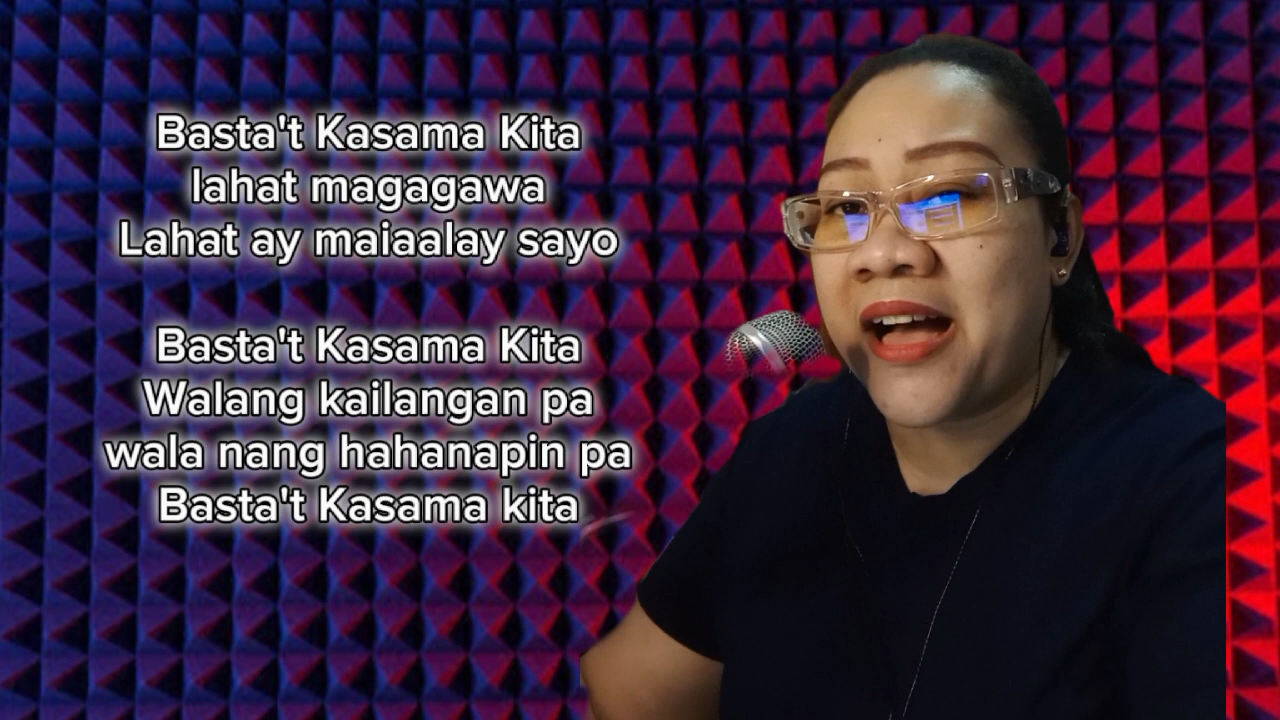 Basta't Kasama Kita
lahat magagawa
Lahat ay maiaalay sayo
Basta't Kasama Kita
Walang kailangan pa
wala nang hahanapin pa
Basta't Kasama kita